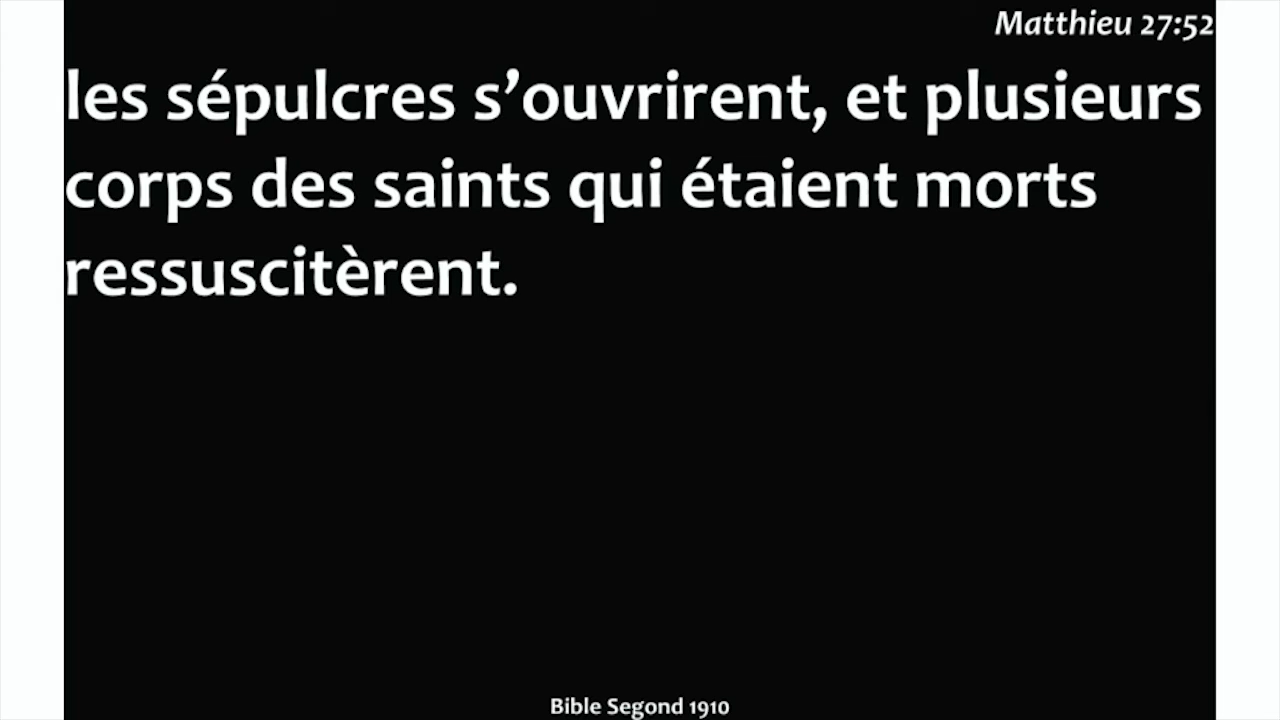 Matthieu 27:52
les sépulcres s’ouvrirent, et plusieurs
corps des saints qui étaient morts
ressuscitèrent.
Bible Segond 1910